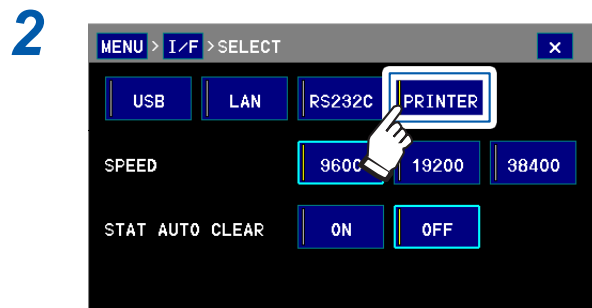 2
MENU > I/F >SELECT x
USB LAN RS232C PRINTER
SPEED 9600 19200 38400
STAT AUTO CLEAR ON OFF